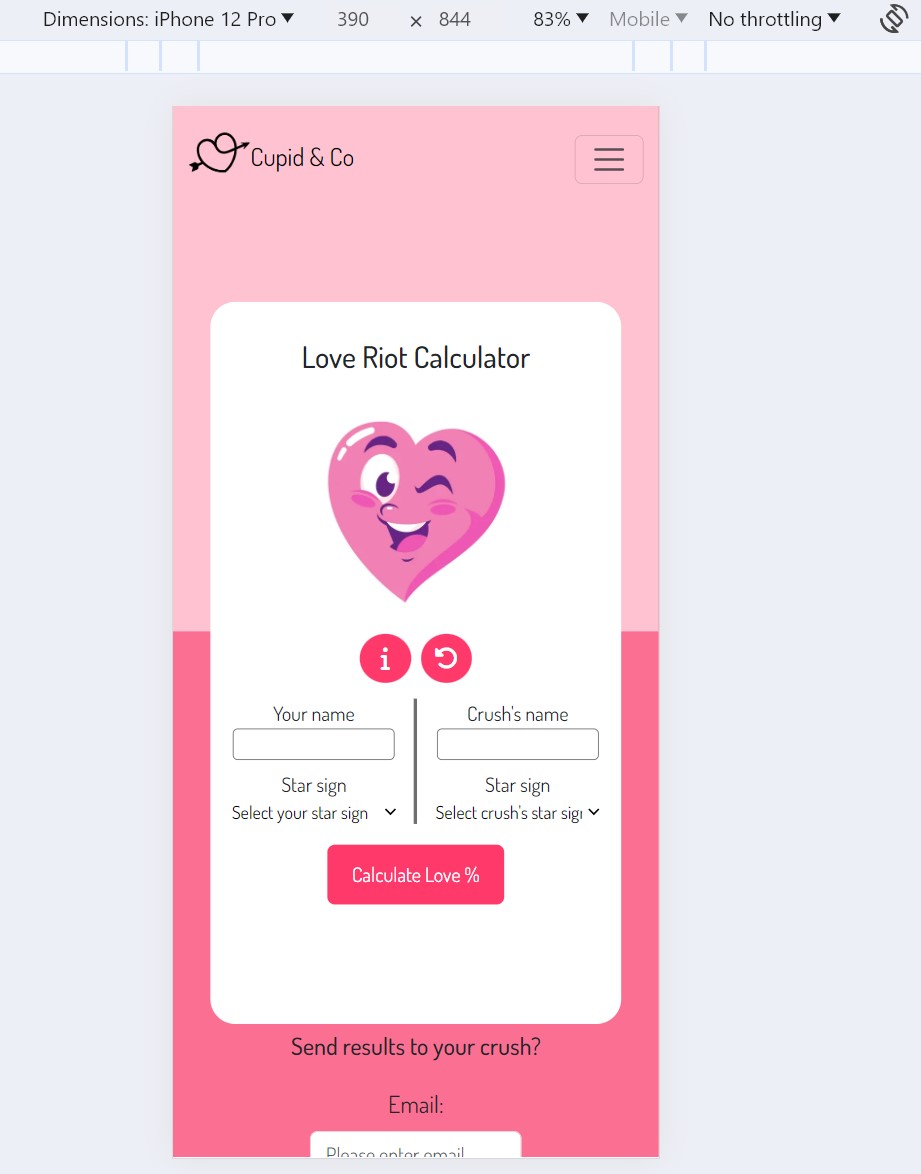 Dimensions: iPhone 12 Pro 390 × 844 83% Mobile No throttling
Cupid & Co
Love Riot Calculator
i
Your name Crush's name
Star sign Star sign
Select your star sign Select crush's star sig
Calculate Love %
Send results to your crush?
Email:
Please enter email